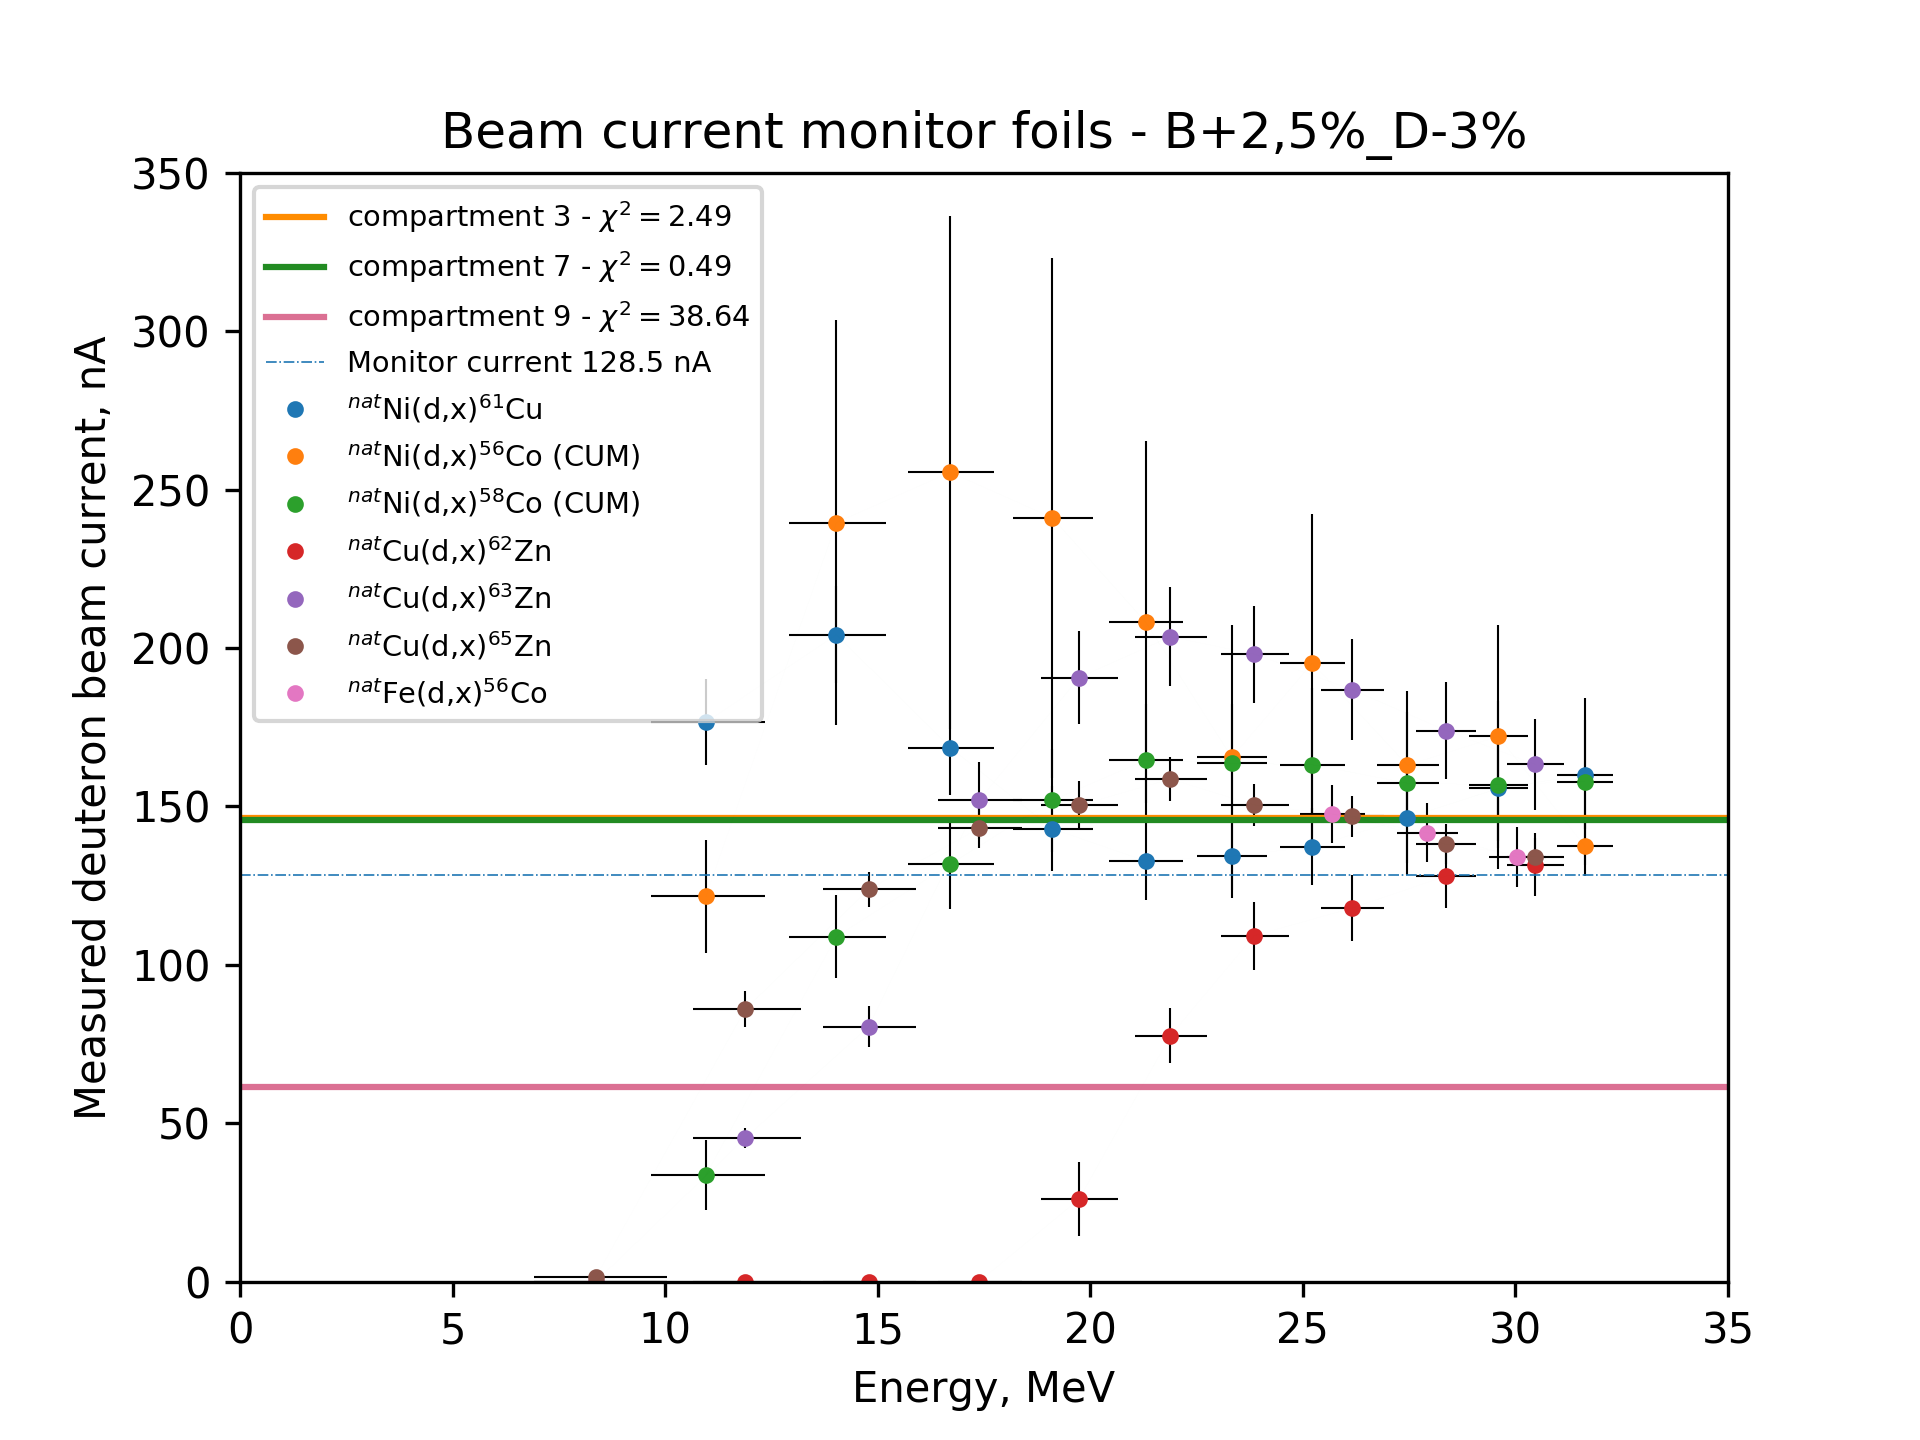 Beam current monitor foils - B+2,5%_D-3%
350
300
250
200
150
100
50
0
Measured deuteron beam current, nA
compartment 3 - χ² = 2.49
compartment 7 - χ² = 0.49
compartment 9 - χ² = 38.64
Monitor current 128.5 nA
ⁿᵃᵗNi(d,x)⁶¹Cu
ⁿᵃᵗNi(d,x)⁵⁶Co (CUM)
ⁿᵃᵗNi(d,x)⁵⁸Co (CUM)
ⁿᵃᵗCu(d,x)⁶²Zn
ⁿᵃᵗCu(d,x)⁶³Zn
ⁿᵃᵗCu(d,x)⁶⁵Zn
ⁿᵃᵗFe(d,x)⁵⁶Co
0 5 10 15 20 25 30 35
Energy, MeV